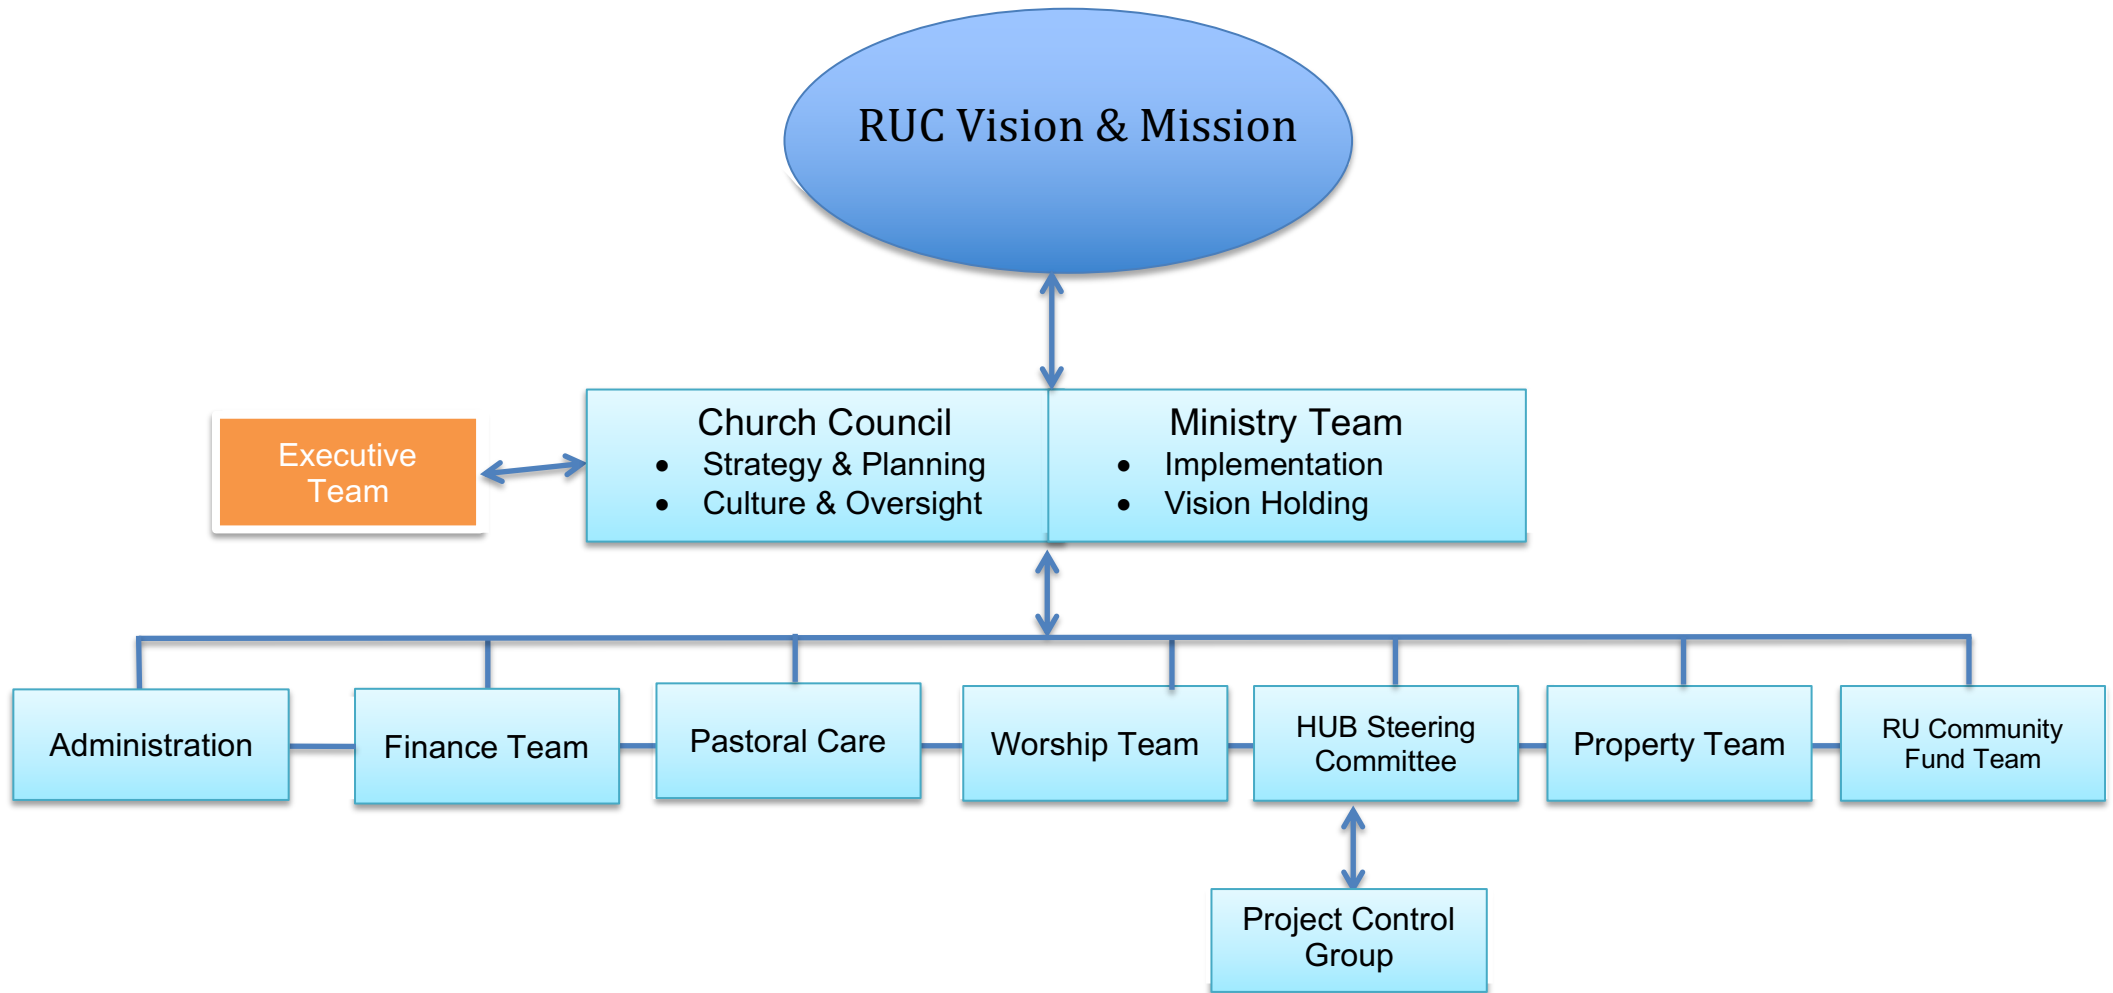 RUC Vision & Mission
Executive
Team
Church Council
• Strategy & Planning
• Culture & Oversight
Ministry Team
• Implementation
• Vision Holding
Administration
Finance Team
Pastoral Care
Worship Team
HUB Steering
Committee
Property Team
RU Community
Fund Team
Project Control
Group